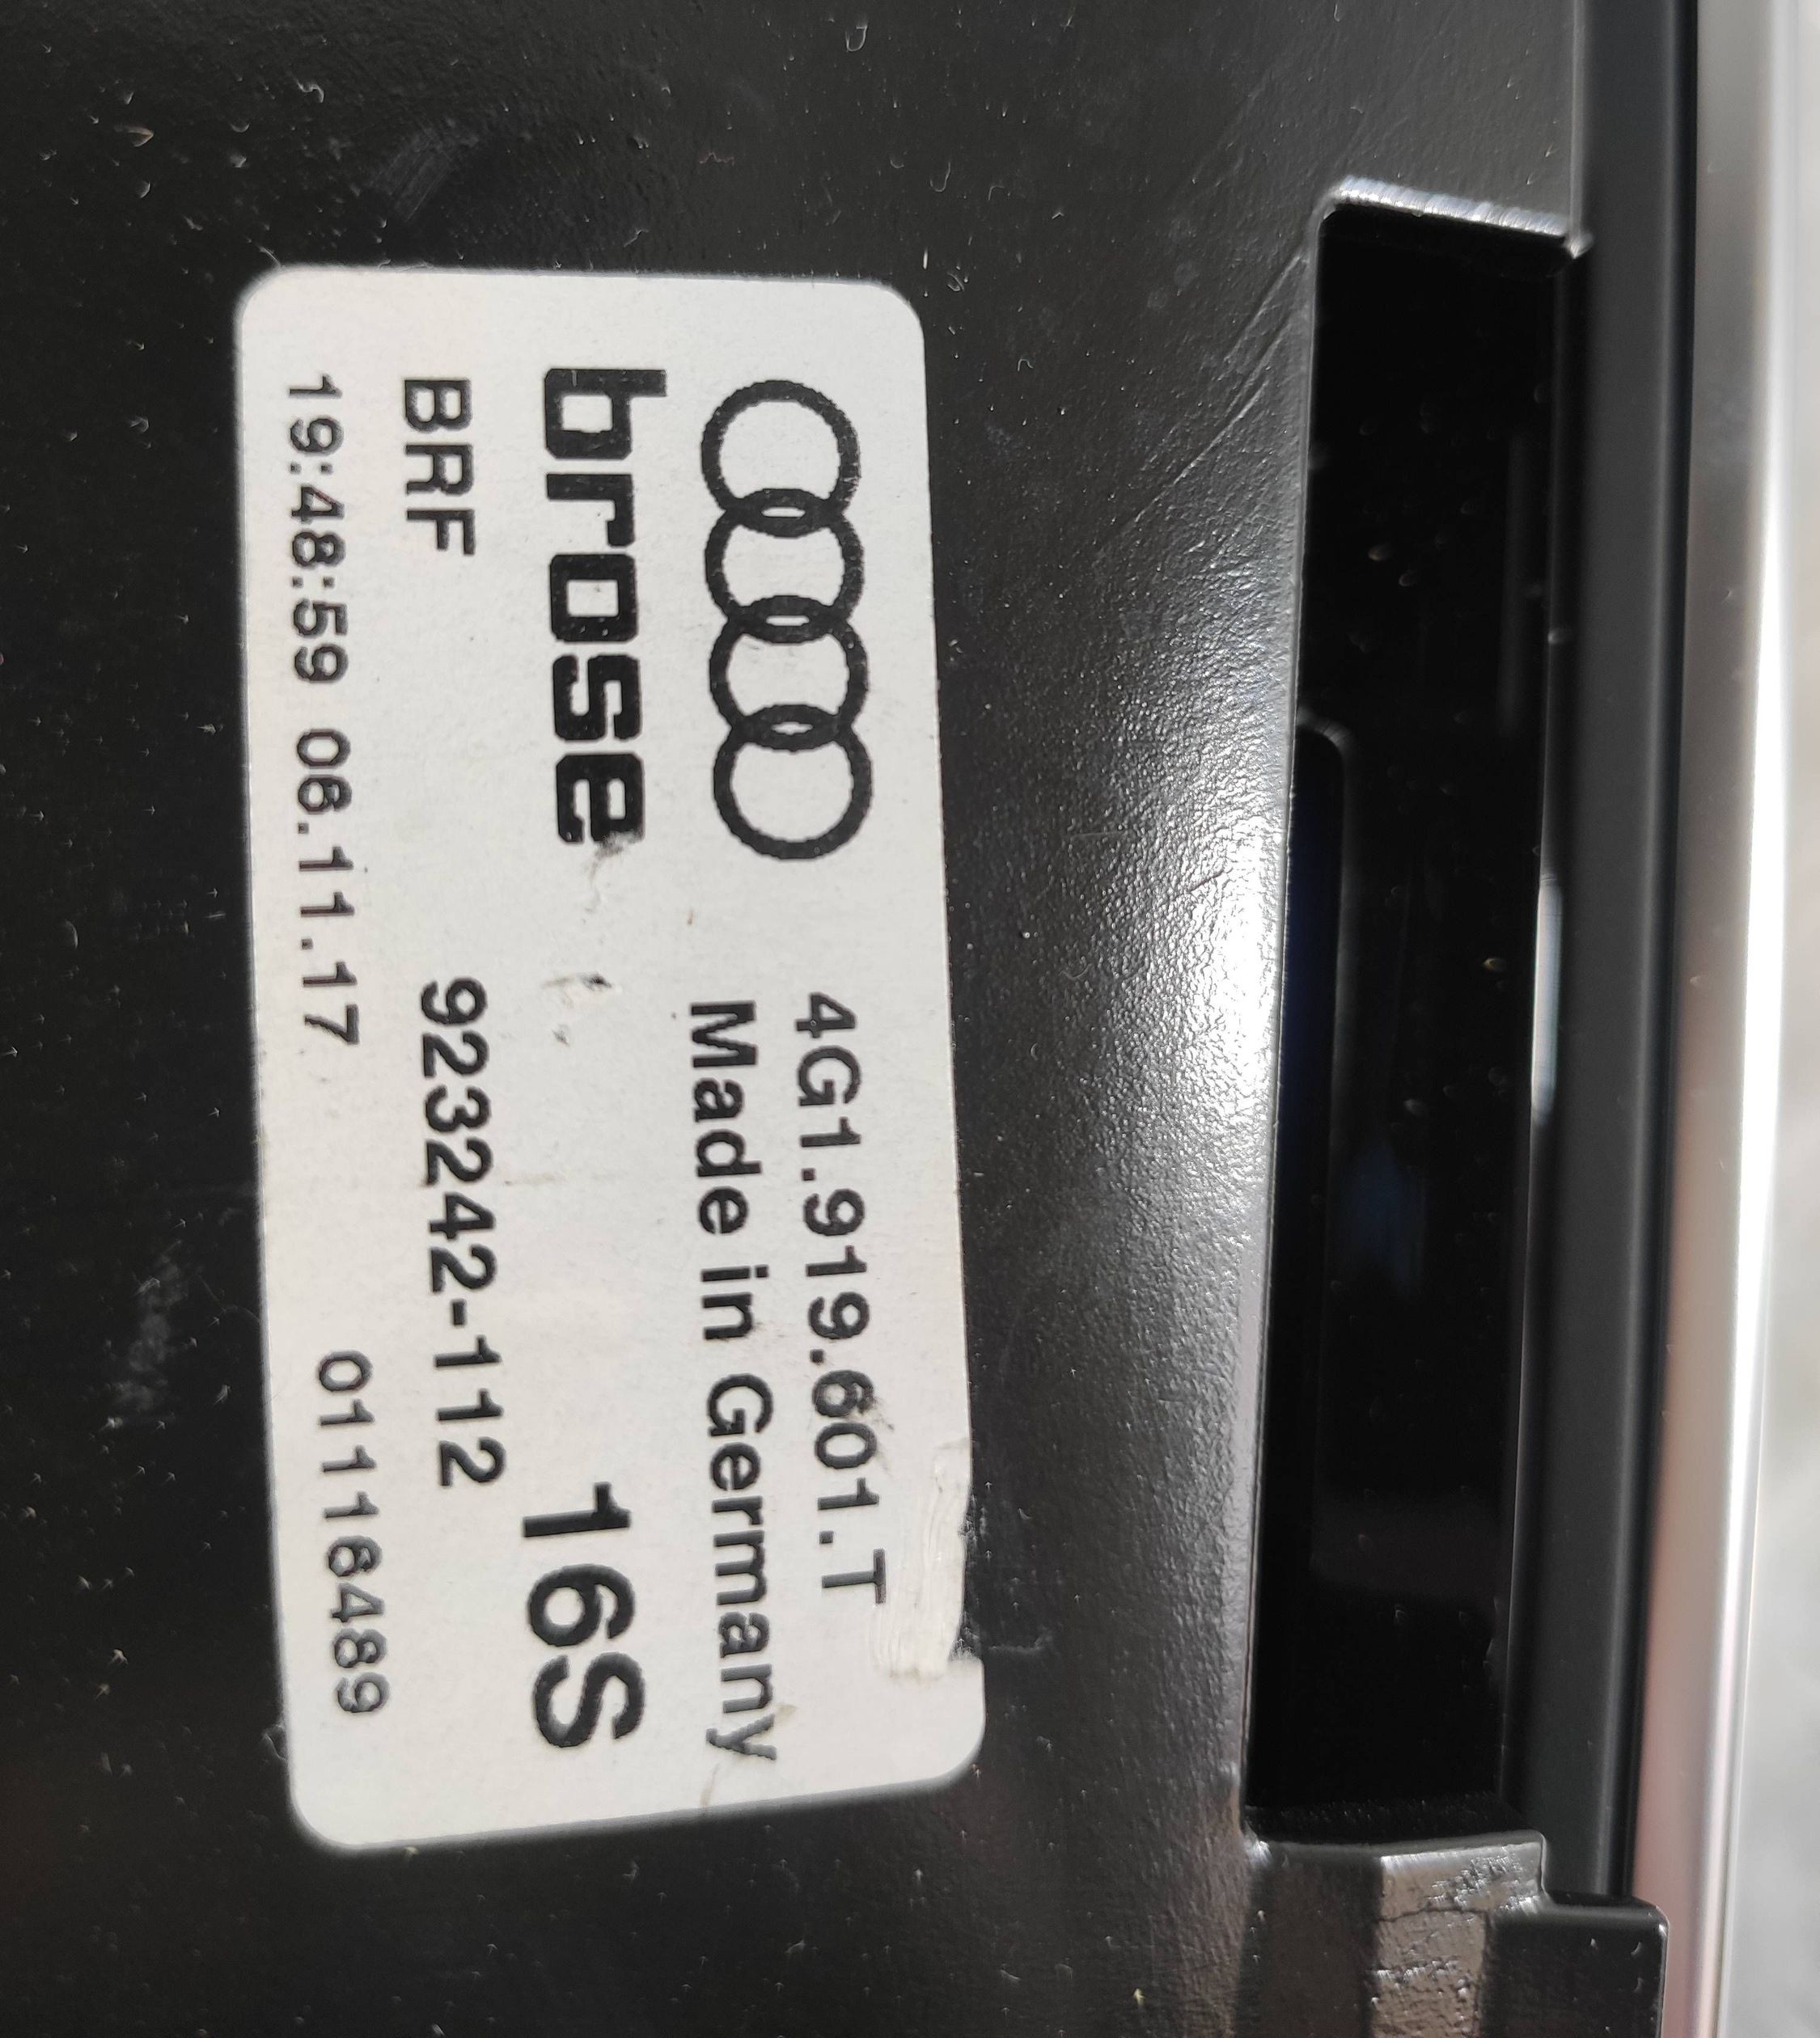 4G1.919.601.T
Made in Germany
brose
16S
BRF 923242-112
19:48:59 06.11.17 01116489